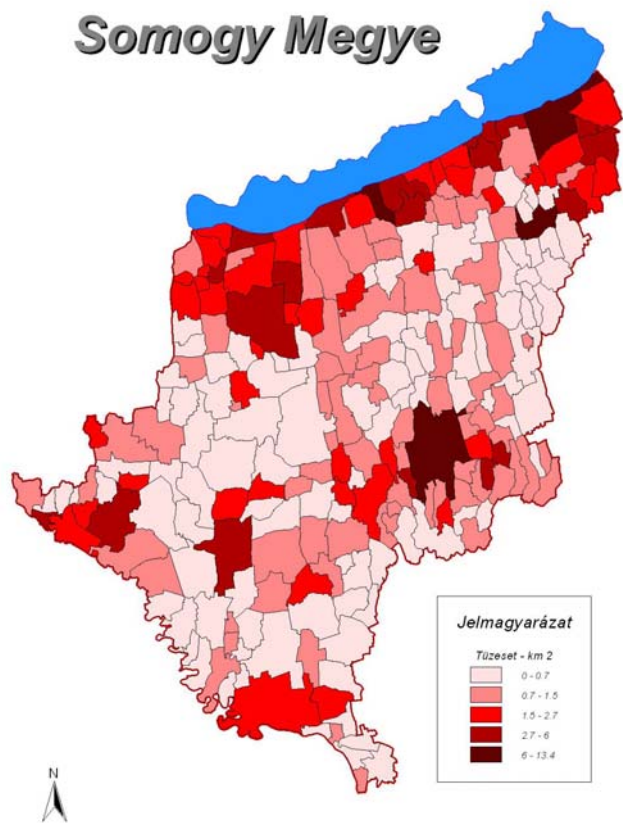 Somogy Megye
Jelmagyarázat
Tüzeset - km 2
0 - 0.7
0.7 - 1.5
1.5 - 2.7
2.7 - 6
6 - 13.4
N